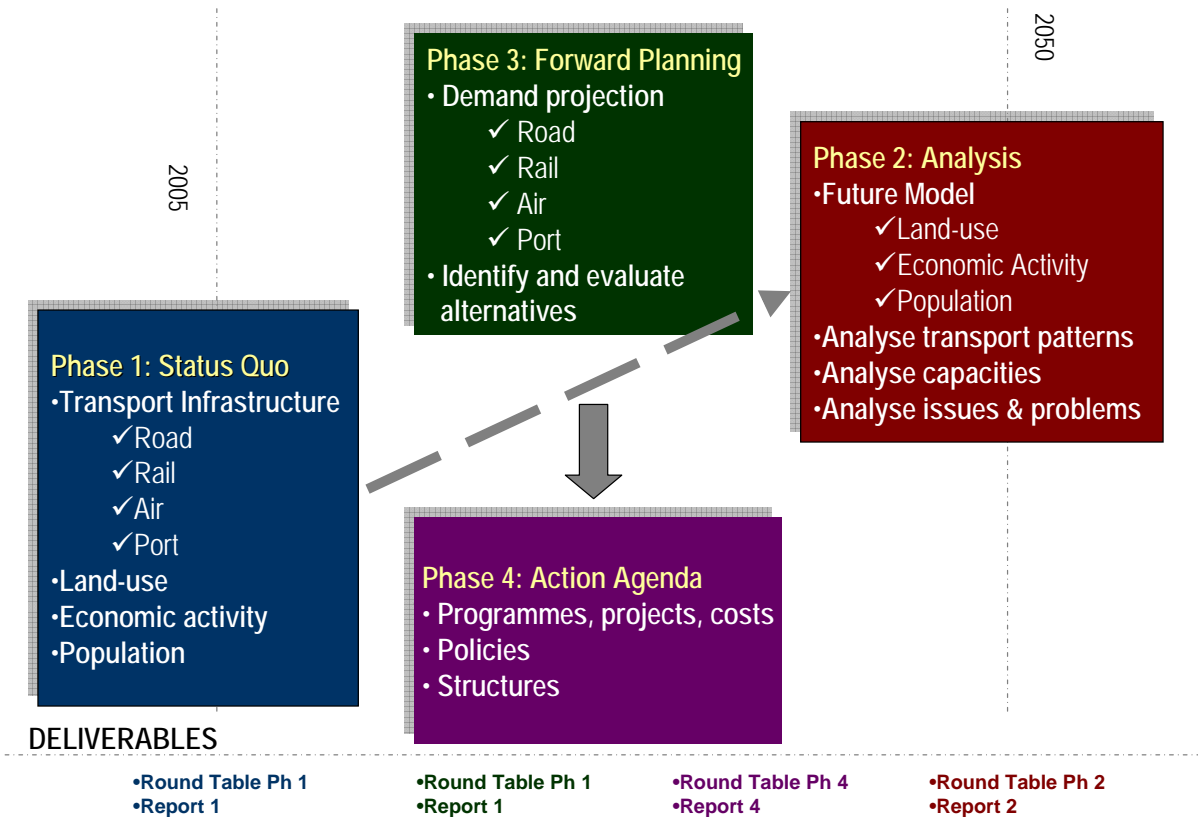 2005
2050
Phase 1: Status Quo
•Transport Infrastructure
✓Road
✓Rail
✓Air
✓Port
•Land-use
•Economic activity
•Population
Phase 3: Forward Planning
• Demand projection
✓ Road
✓ Rail
✓ Air
✓ Port
• Identify and evaluate
alternatives
Phase 2: Analysis
•Future Model
✓Land-use
✓Economic Activity
✓Population
•Analyse transport patterns
•Analyse capacities
•Analyse issues & problems
Phase 4: Action Agenda
• Programmes, projects, costs
• Policies
• Structures
DELIVERABLES
•Round Table Ph 1
•Report 1
•Round Table Ph 1
•Report 1
•Round Table Ph 4
•Report 4
•Round Table Ph 2
•Report 2